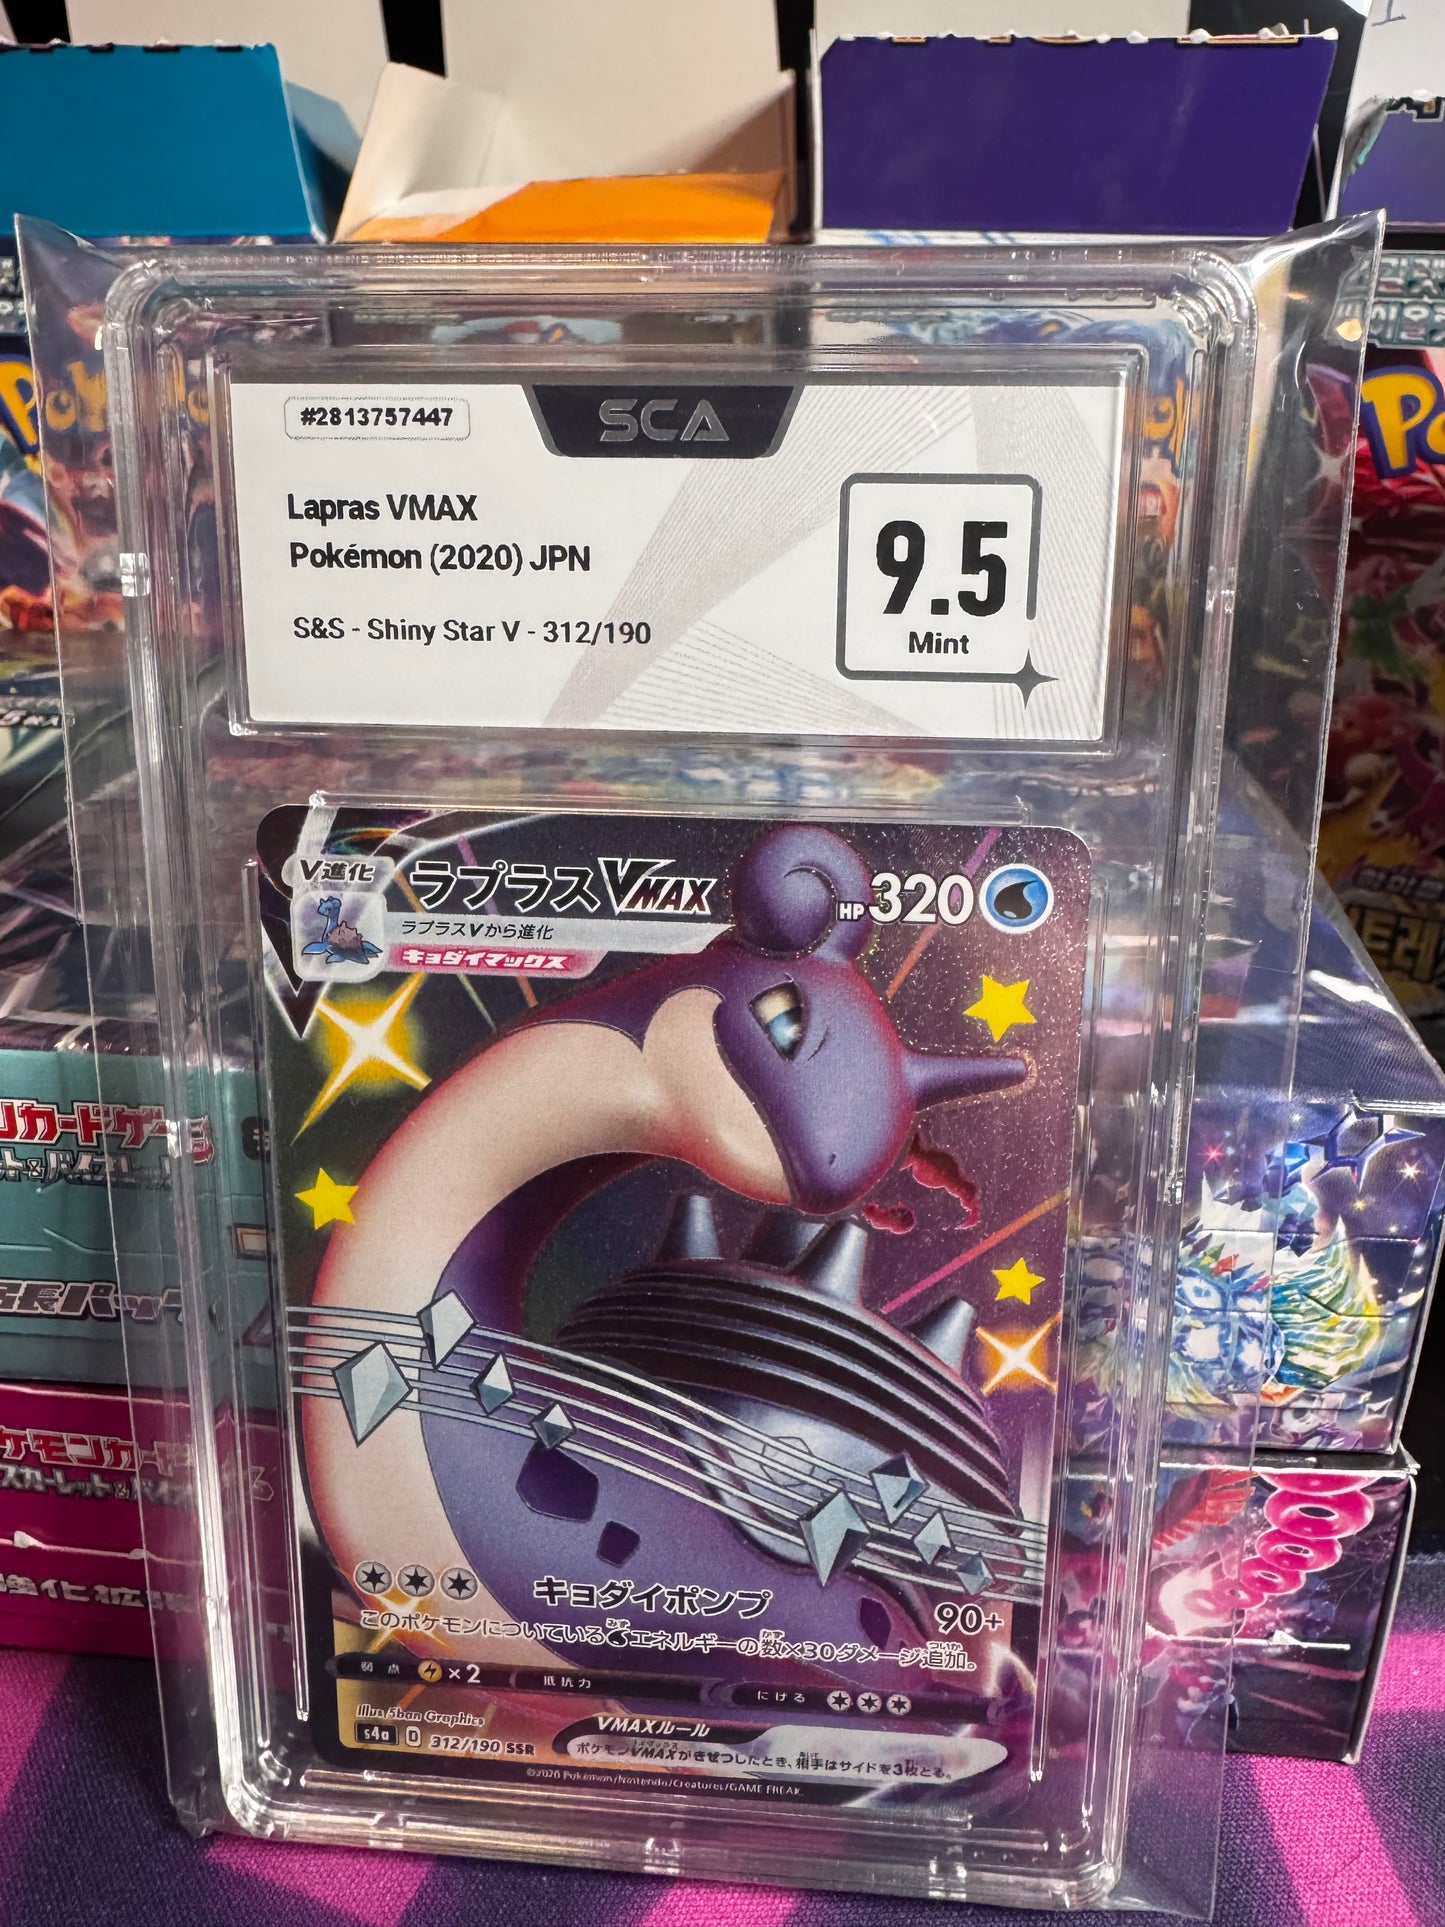 #2813757447
SCA
Lapras VMAX
Pokémon (2020) JPN
S&S - Shiny Star V - 312/190
9.5
Mint
V進化
ラプラスVMAX
HP320
ラプラスVから進化
キョダイマックス
キョダイポンプ
90+
このポケモンについているエネルギーの数×30ダメージ追加。
弱点 ×2 抵抗力 にげる
Illus. 5ban Graphics
s4a D 312/190 SSR
VMAXルール
ポケモンVMAXがきぜつしたとき、相手はサイドを3枚とる。
©2020 Pokémon/Nintendo/Creatures/GAME FREAK